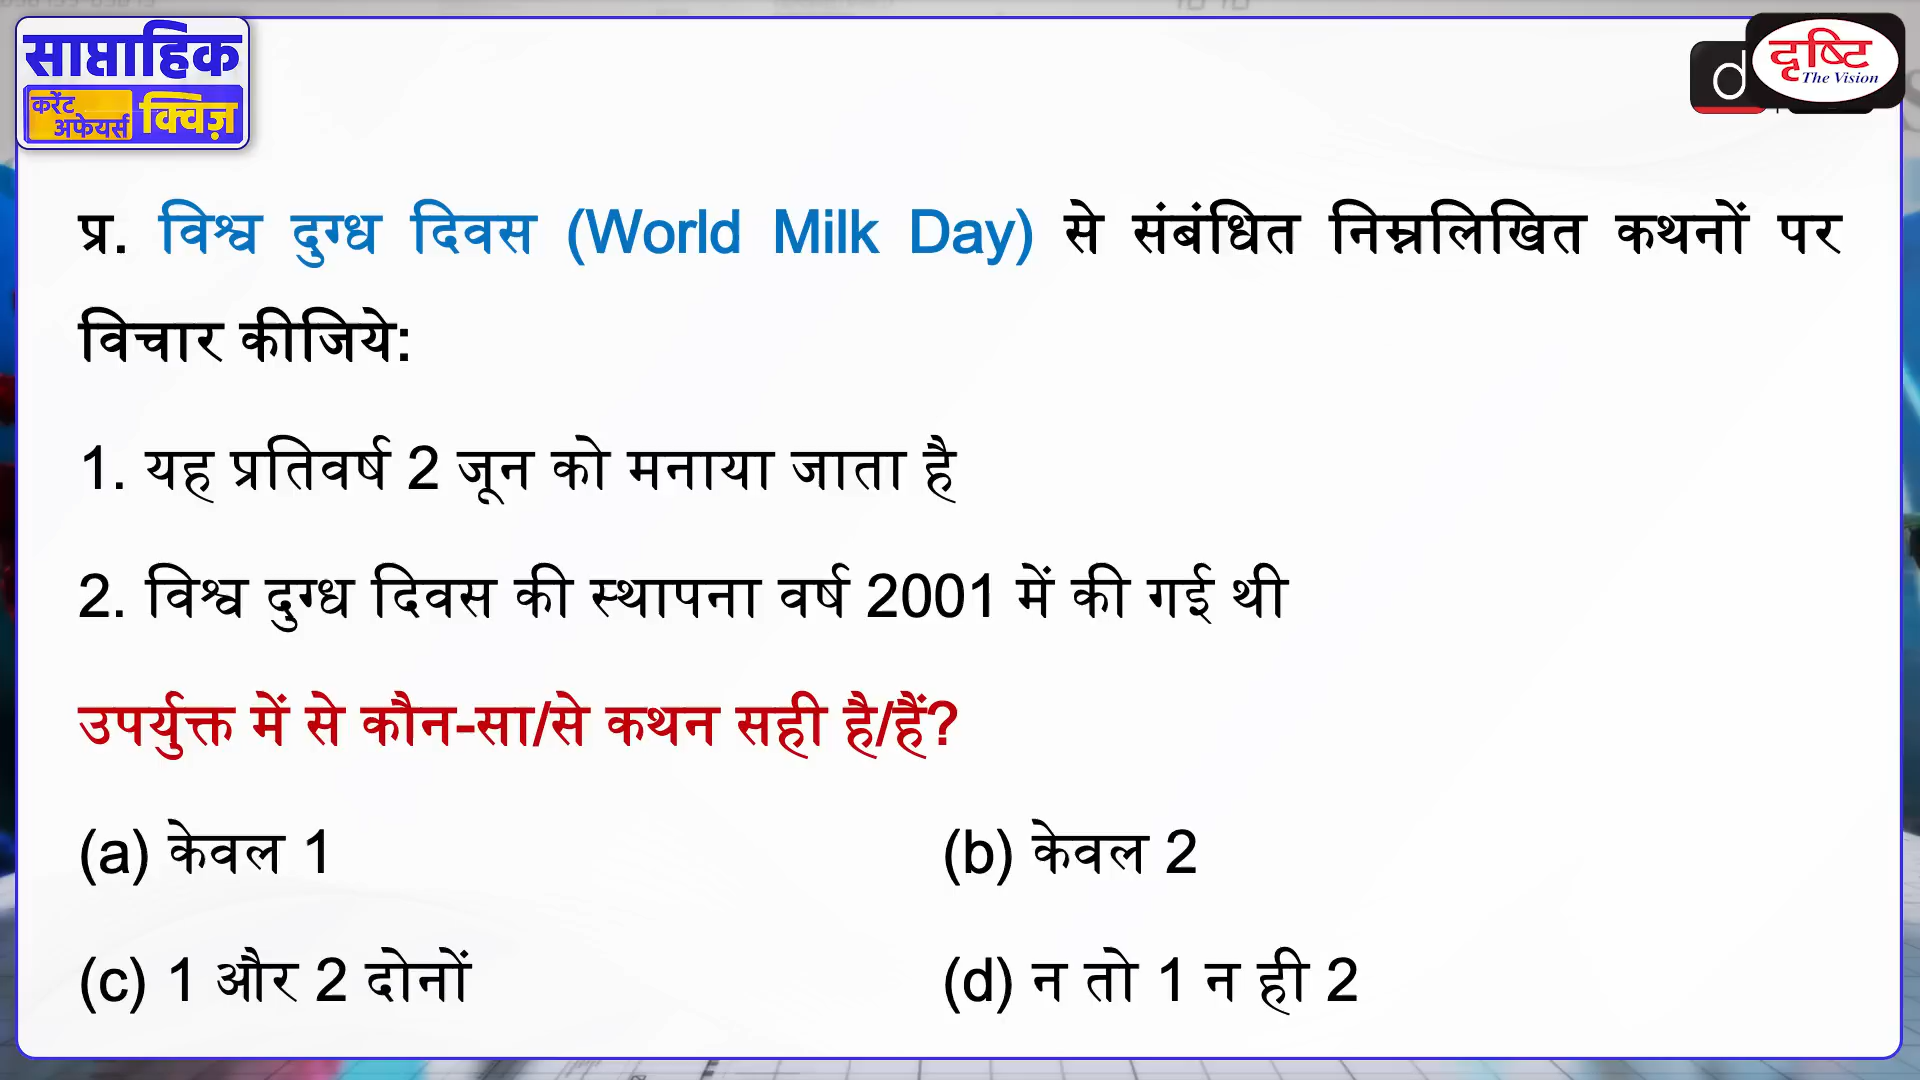 साप्ताहिक
करेंट
अफेयर्स
क्विज़
d
दृष्टि
The Vision
प्र. विश्व दुग्ध दिवस (World Milk Day) से संबंधित निम्नलिखित कथनों पर
विचार कीजिये:
1. यह प्रतिवर्ष 2 जून को मनाया जाता है
2. विश्व दुग्ध दिवस की स्थापना वर्ष 2001 में की गई थी
उपर्युक्त में से कौन-सा/से कथन सही है/हैं?
(a) केवल 1
(b) केवल 2
(c) 1 और 2 दोनों
(d) न तो 1 न ही 2